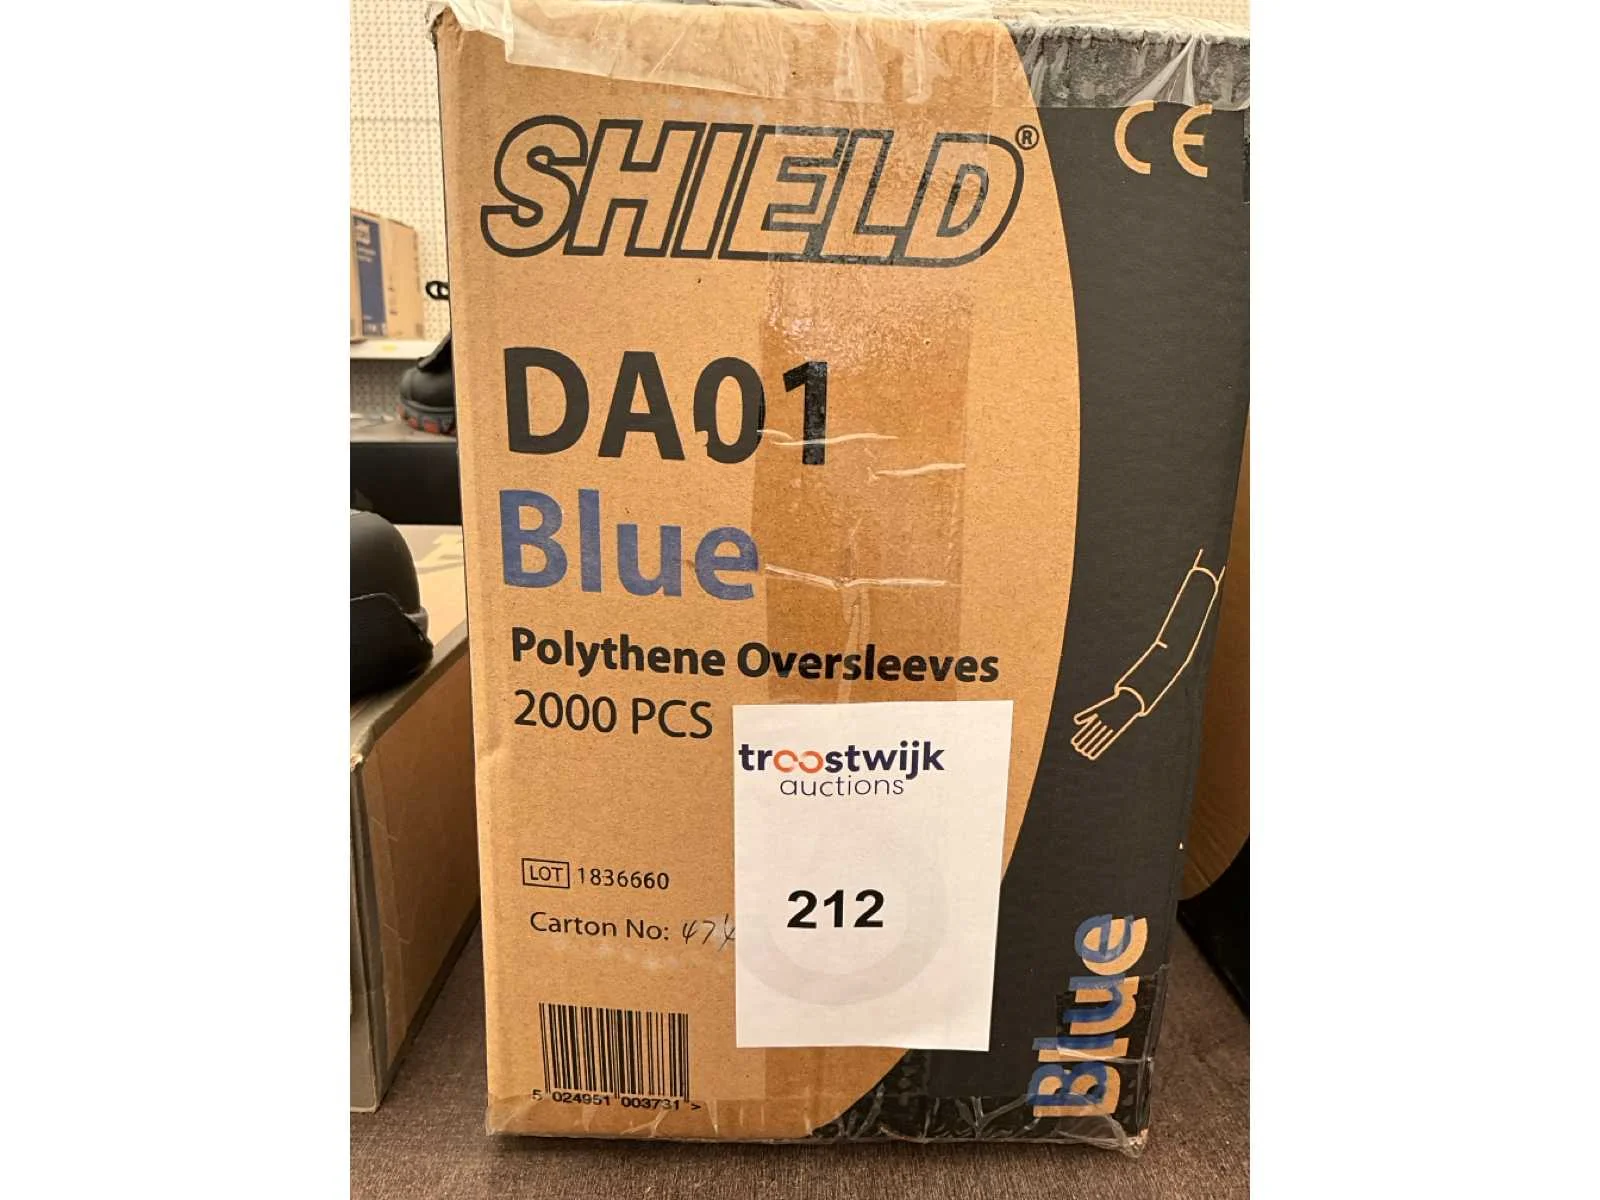 SHIELD®
CE
DA01
Blue
Polythene Oversleeves
2000 PCS
troostwijk
auctions
212
LOT 1836660
Carton No:
5 024951 003731 >
Blue